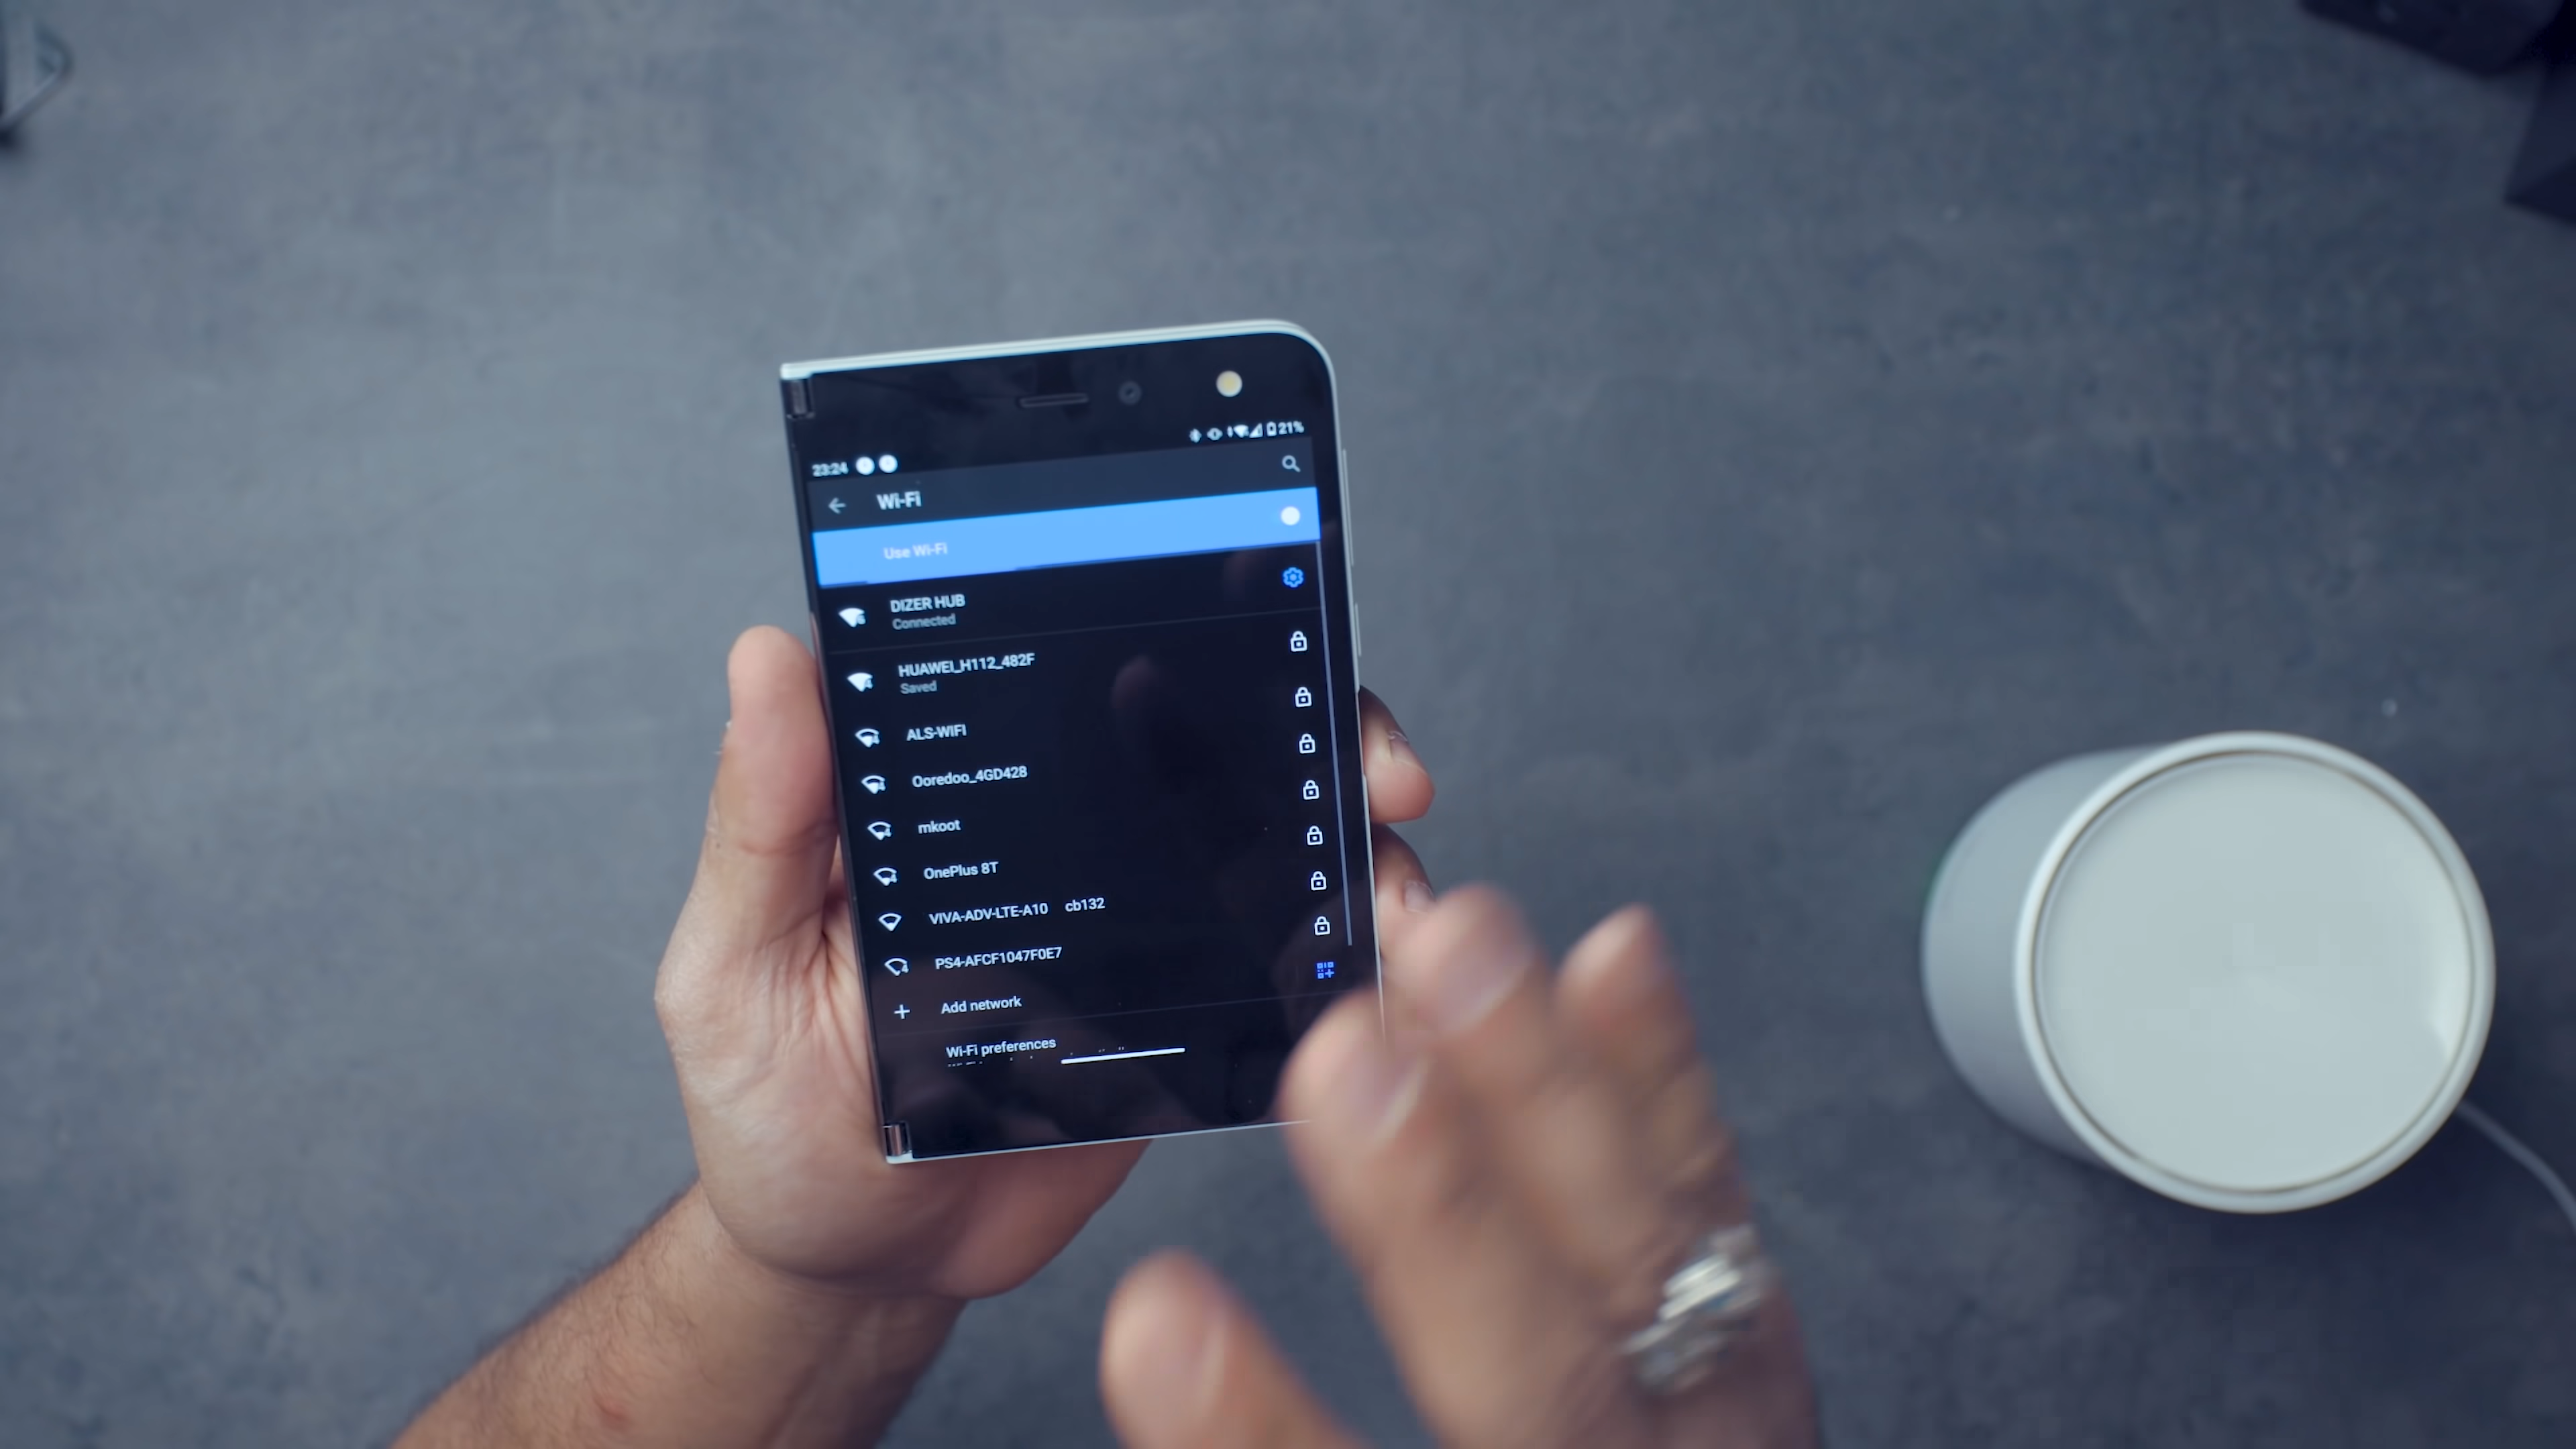 23:24
21%
Wi-Fi
Use Wi-Fi
DIZER HUB
Connected
HUAWEI_H112_482F
Saved
ALS-WIFI
Ooredoo_4GD428
mkoot
OnePlus 8T
VIVA-ADV-LTE-A10 cb132
PS4-AFCF1047F0E7
Add network
Wi-Fi preferences